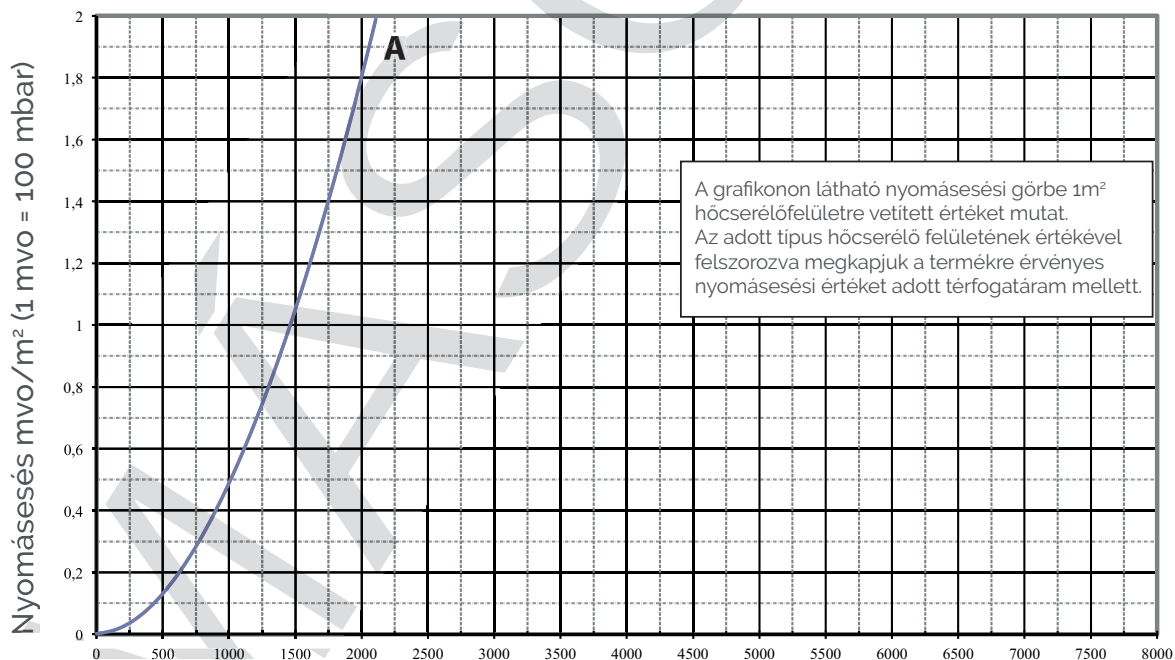 Nyomásesés mvo/m² (1 mvo = 100 mbar)
2
1,8
1,6
1,4
1,2
1
0,8
0,6
0,4
0,2
0
A
A grafikonon látható nyomásesési görbe 1m²
hőcserélőfelületre vetített értéket mutat.
Az adott típus hőcserélő felületének értékével
felszorozva megkapjuk a termékre érvényes
nyomásesési értéket adott térfogatáram mellett.
0 500 1000 1500 2000 2500 3000 3500 4000 4500 5000 5500 6000 6500 7000 7500 8000